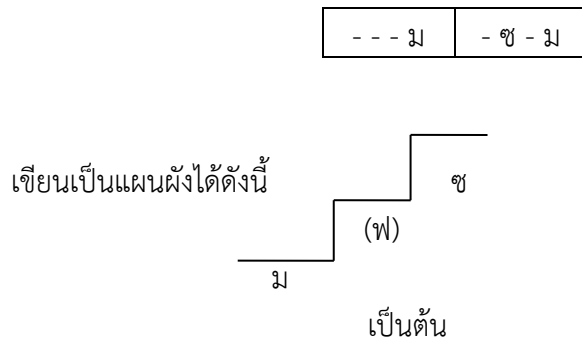 - - - ม - ซ - ม
เขียนเป็นแผนผังได้ดังนี้
ซ
(ฟ)
ม
เป็นต้น